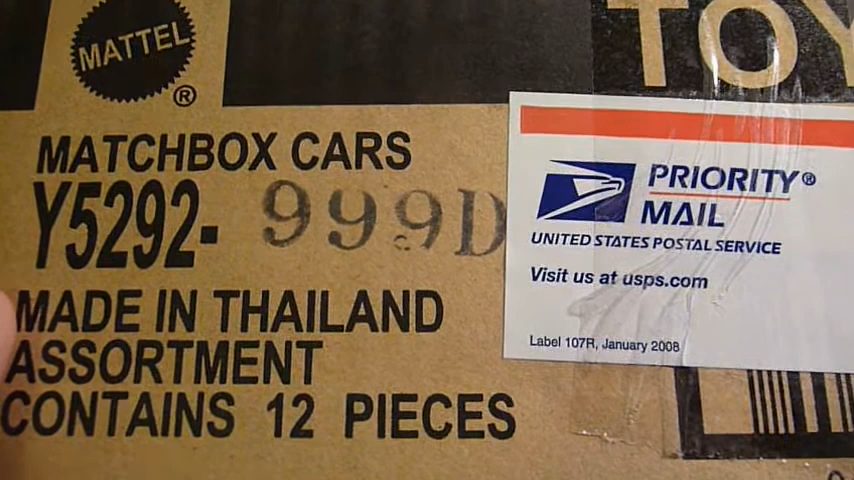 MATTEL
®
TOY
MATCHBOX CARS
Y5292-999D
MADE IN THAILAND
ASSORTMENT
CONTAINS 12 PIECES
PRIORITY®
MAIL
UNITED STATES POSTAL SERVICE
Visit us at usps.com
Label 107R, January 2008